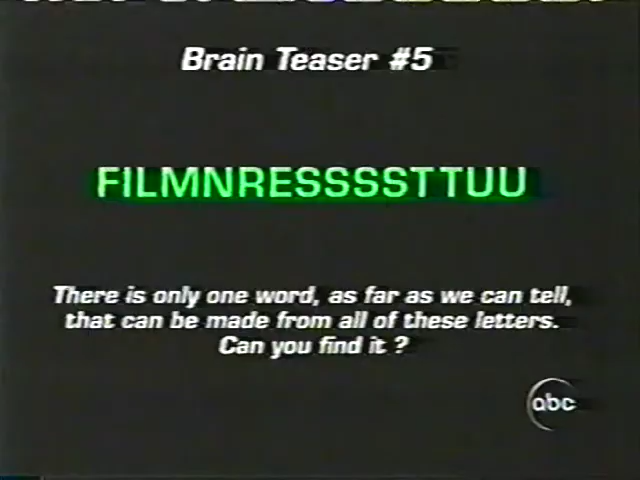 Brain Teaser #5
FILMNRESSSSTTUU
There is only one word, as far as we can tell,
that can be made from all of these letters.
Can you find it ?
abc